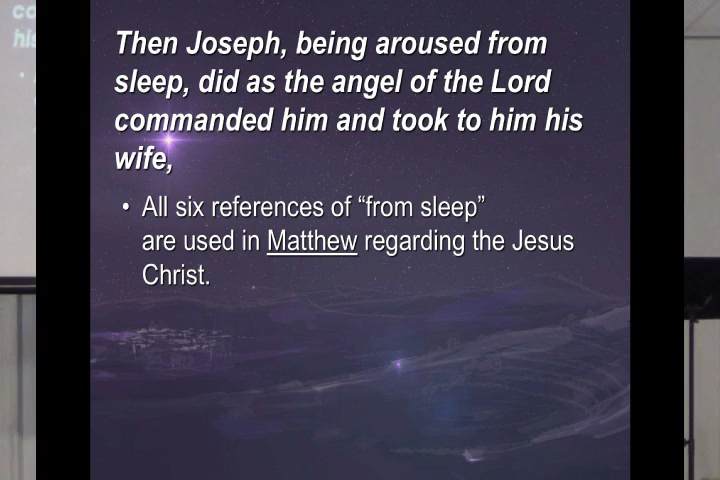 Then Joseph, being aroused from
sleep, did as the angel of the Lord
commanded him and took to him his
wife,
• All six references of “from sleep”
are used in Matthew regarding the Jesus
Christ.